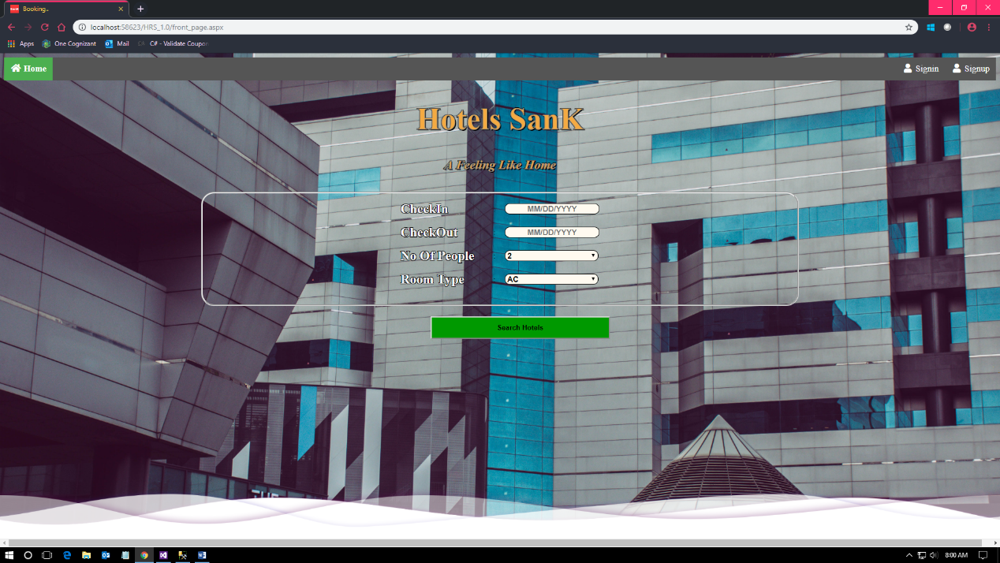 Booking..
localhost:58623/HRS_1.0/front_page.aspx
Apps One Cognizant Mail C# - Validate Coupon
Home Signin Signup
Hotels SanK
A Feeling Like Home
CheckIn MM/DD/YYYY
CheckOut MM/DD/YYYY
No Of People 2
Room Type AC
Search Hotels
8:00 AM